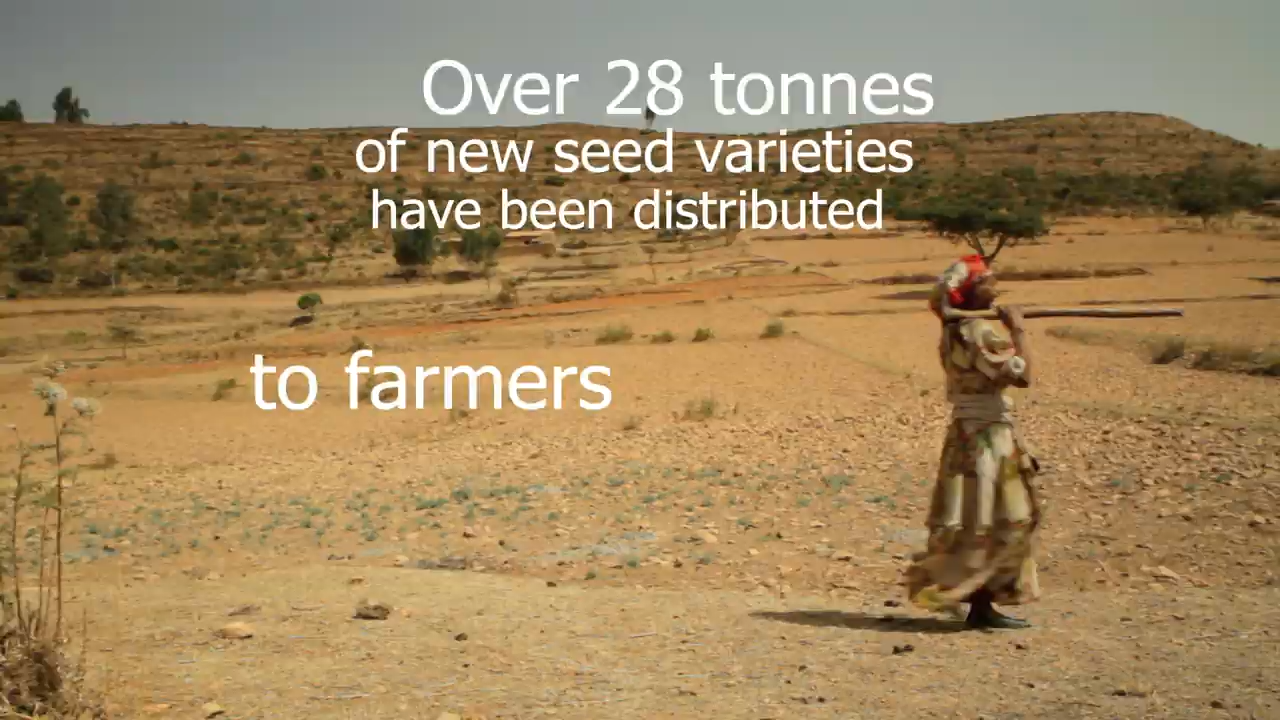 Over 28 tonnes
of new seed varieties
have been distributed
to farmers